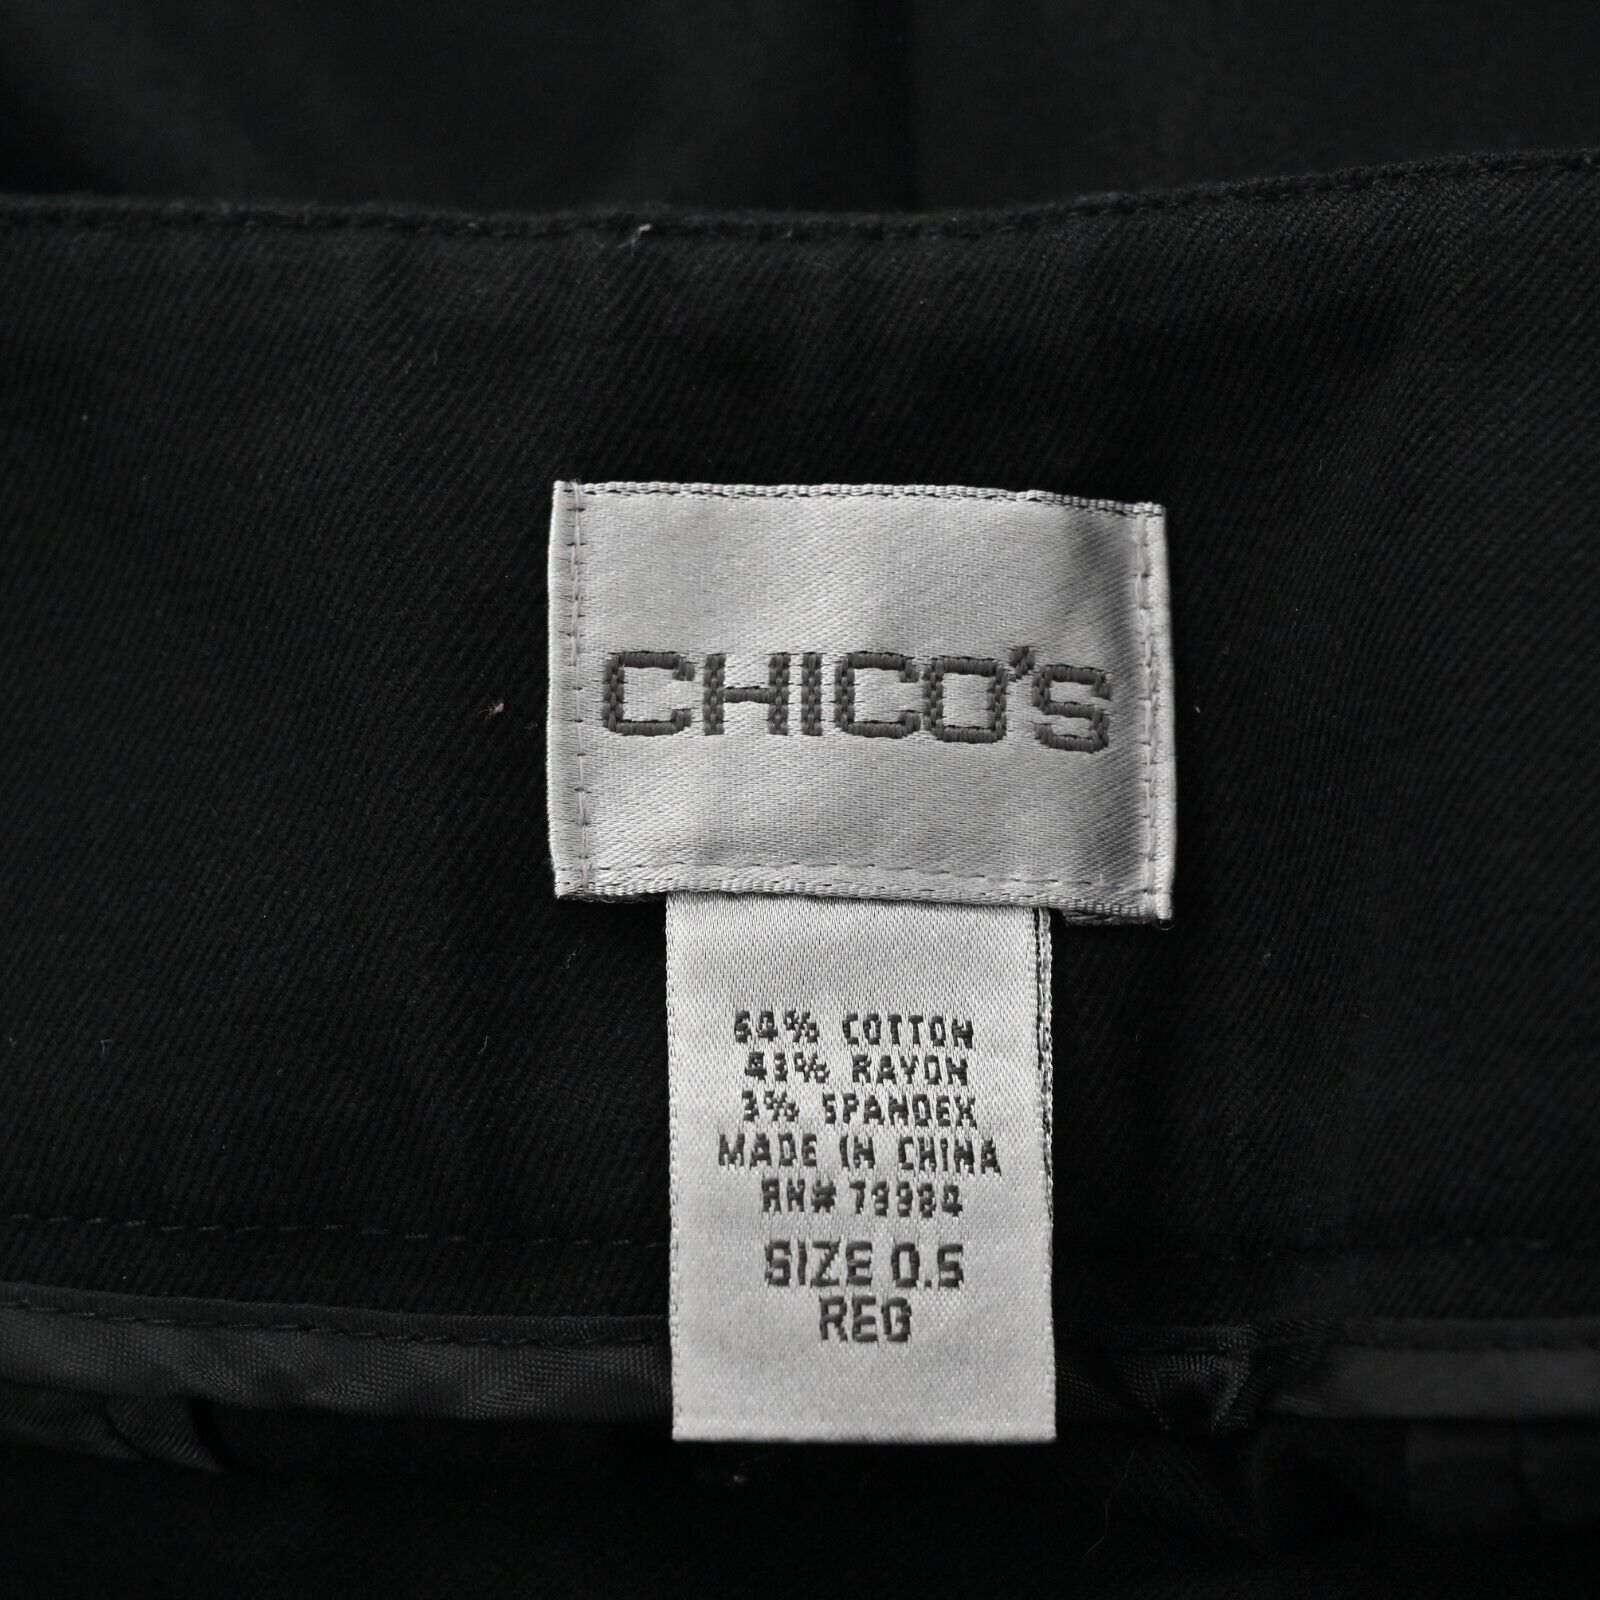 CHICO'S
54% COTTON
43% RAYON
3% SPANDEX
MADE IN CHINA
RN# 79984
SIZE 0.5
REG